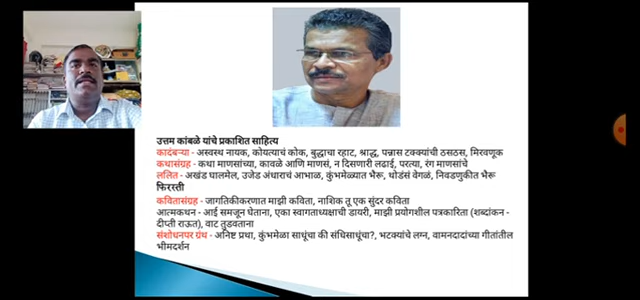 उत्तम कांबळे यांचे प्रकाशित साहित्य
कादंबऱ्या - अस्वस्थ नायक, कोयत्याचं कोक, बुद्धाचा रहाट, श्राद्ध, पन्नास टक्क्यांची ठसठस, मिरवणूक
कथासंग्रह - कथा माणसांच्या, कावळे आणि माणसं, न दिसणारी लढाई, परत्या, रंग माणसांचे
ललित - अखंड घालमेल, उजेड अंधाराचं आभाळ, कुंभमेळ्यात भैरू, थोडंसं वेगळं, निवडणुकीत भैरू
फिरस्ती
कवितासंग्रह - जागतिकीकरणात माझी कविता, नाशिक तू एक सुंदर कविता
आत्मकथन - आई समजून घेताना, एका स्वागताध्यक्षाची डायरी, माझी प्रयोगशील पत्रकारिता (शब्दांकन -
दीप्ती राऊत), वाट तुडवताना
संशोधनपर ग्रंथ - अनिष्ट प्रथा, कुंभमेळा साधूंचा की संधिसाधूंचा?, भटक्यांचे लग्न, वामनदादांच्या गीतांतील
भीमदर्शन